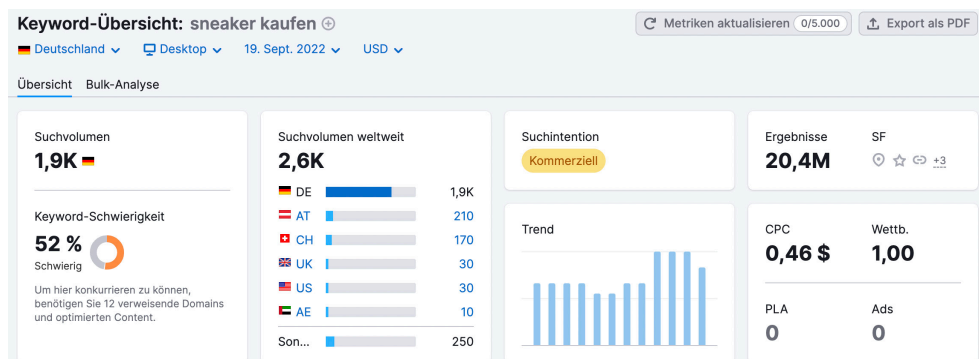 Keyword-Übersicht: sneaker kaufen
Metriken aktualisieren 0/5.000
Export als PDF
Deutschland
Desktop
19. Sept. 2022
USD
Übersicht
Bulk-Analyse
Suchvolumen
1,9K
Keyword-Schwierigkeit
52 %
Schwierig
Um hier konkurrieren zu können,
benötigen Sie 12 verweisende Domains
und optimierten Content.
Suchvolumen weltweit
2,6K
DE 1,9K
AT 210
CH 170
UK 30
US 30
AE 10
Son... 250
Suchintention
Kommerziell
Trend
Ergebnisse
20,4M
SF
+3
CPC
0,46 $
Wettb.
1,00
PLA
0
Ads
0